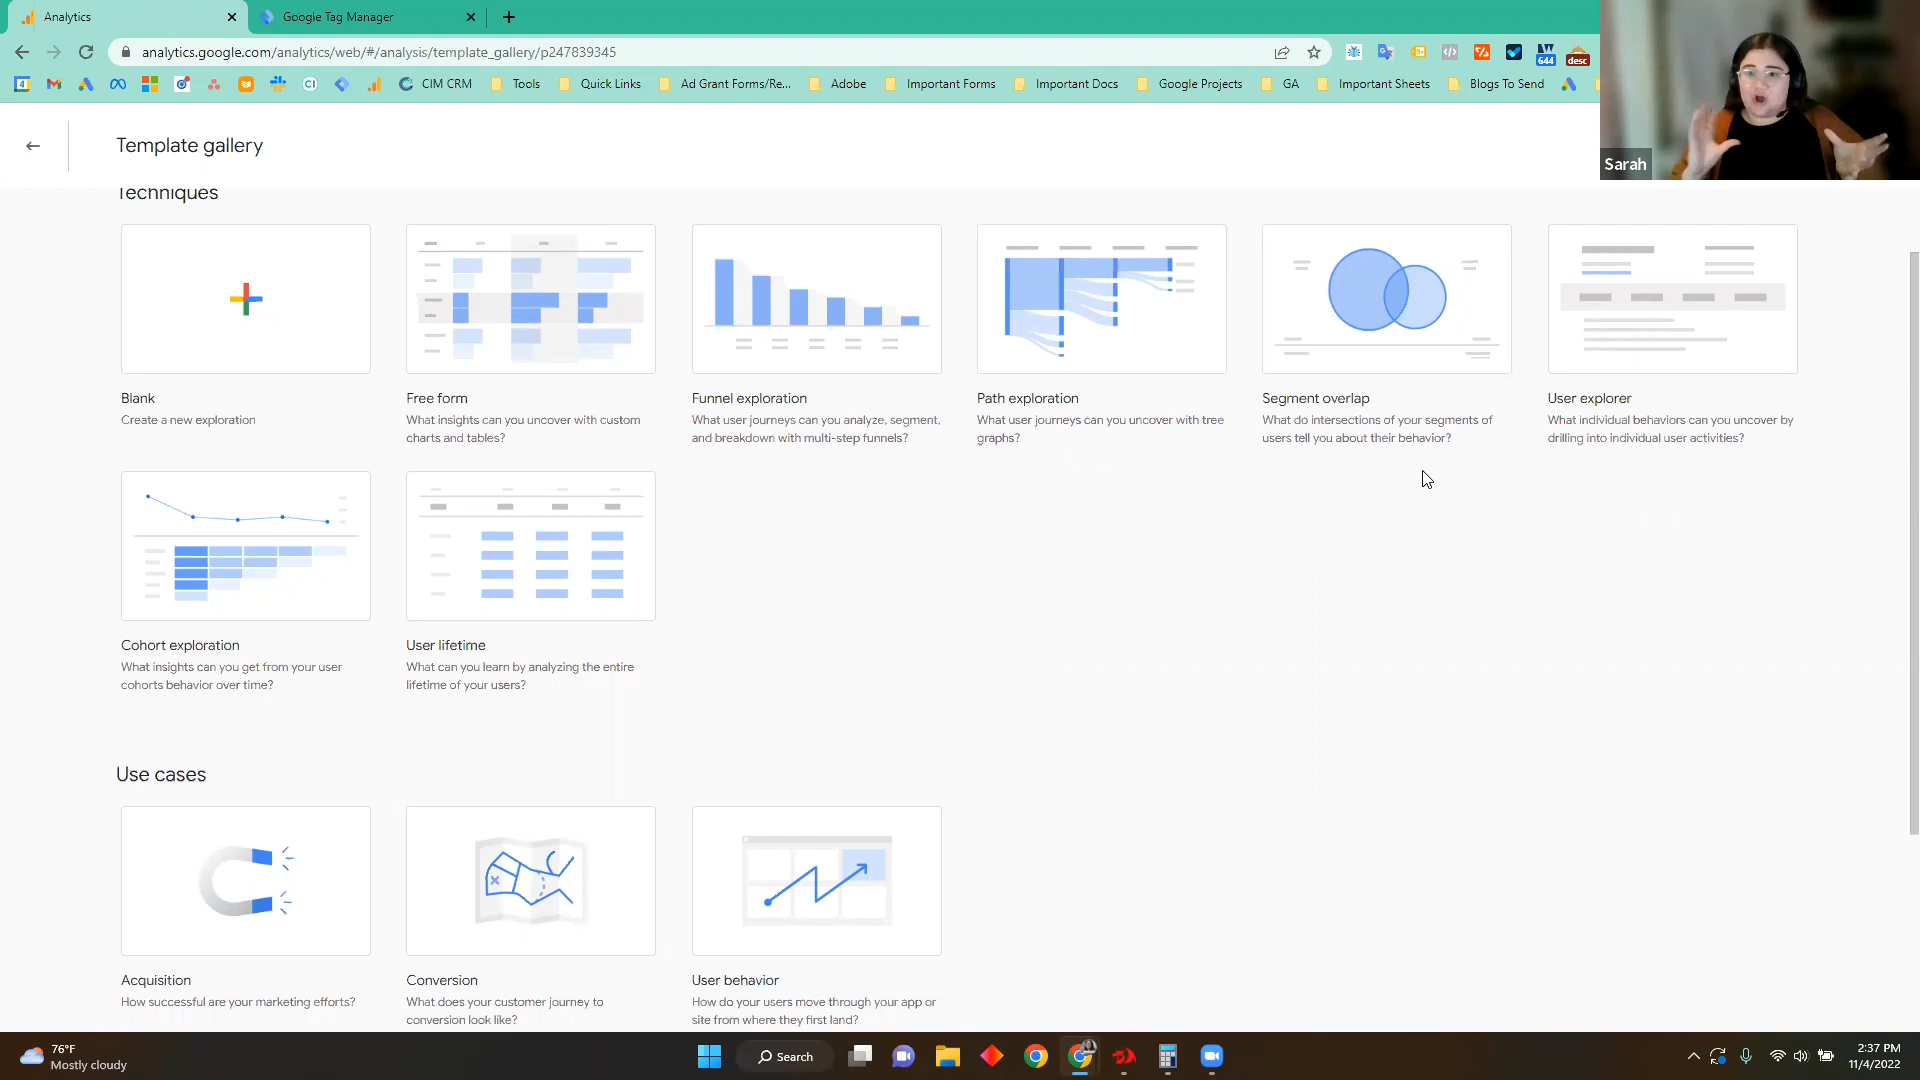 Analytics
Google Tag Manager
analytics.google.com/analytics/web/#/analysis/template_gallery/p247839345
644
desc
4
CI
CIM CRM
Tools
Quick Links
Ad Grant Forms/Re...
Adobe
Important Forms
Important Docs
Google Projects
GA
Important Sheets
Blogs To Send
Template gallery
Sarah
Techniques
Blank
Create a new exploration
Free form
What insights can you uncover with custom
charts and tables?
Funnel exploration
What user journeys can you analyze, segment,
and breakdown with multi-step funnels?
Path exploration
What user journeys can you uncover with tree
graphs?
Segment overlap
What do intersections of your segments of
users tell you about their behavior?
User explorer
What individual behaviors can you uncover by
drilling into individual user activities?
Cohort exploration
What insights can you get from your user
cohorts behavior over time?
User lifetime
What can you learn by analyzing the entire
lifetime of your users?
Use cases
Acquisition
How successful are your marketing efforts?
Conversion
What does your customer journey to
conversion look like?
User behavior
How do your users move through your app or
site from where they first land?
76°F
Mostly cloudy
Search
2:37 PM
11/4/2022